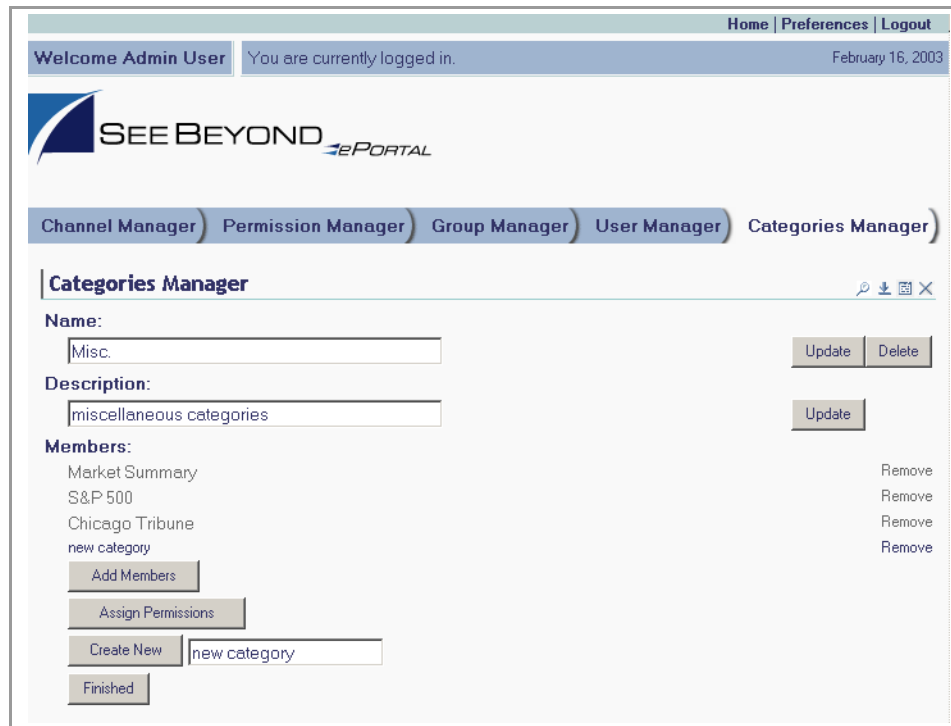 Home | Preferences | Logout
Welcome Admin User You are currently logged in. February 16, 2003
SEE BEYOND ePORTAL
Channel Manager Permission Manager Group Manager User Manager Categories Manager
Categories Manager
Name:
Misc. Update Delete
Description:
miscellaneous categories Update
Members:
Market Summary Remove
S&P 500 Remove
Chicago Tribune Remove
new category Remove
Add Members
Assign Permissions
Create New new category
Finished